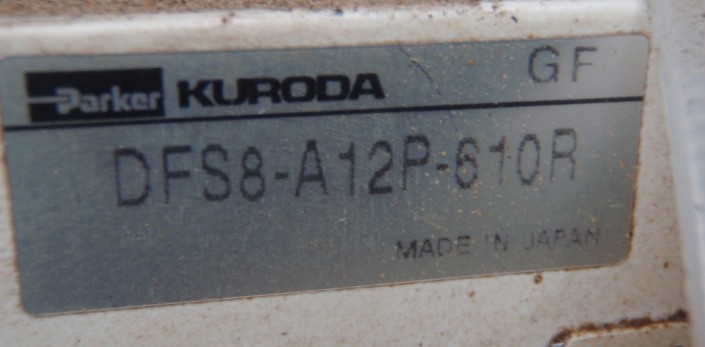 Parker KURODA GF
DFS8-A12P-610R
MADE IN JAPAN